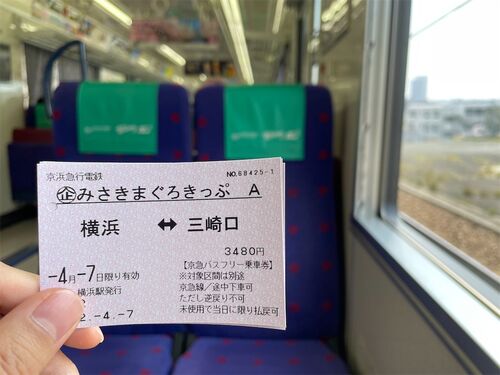 京浜急行電鉄
NO.68425-1
企みさきまぐろきっぷ A
横浜 ⇔ 三崎口
3480円
-4月-7日限り有効
横浜駅発行
2.-4.-7
【京急バスフリー乗車券】
※対象区間は別途
京急線/途中下車可
ただし逆戻り不可
未使用で当日に限り払戻可